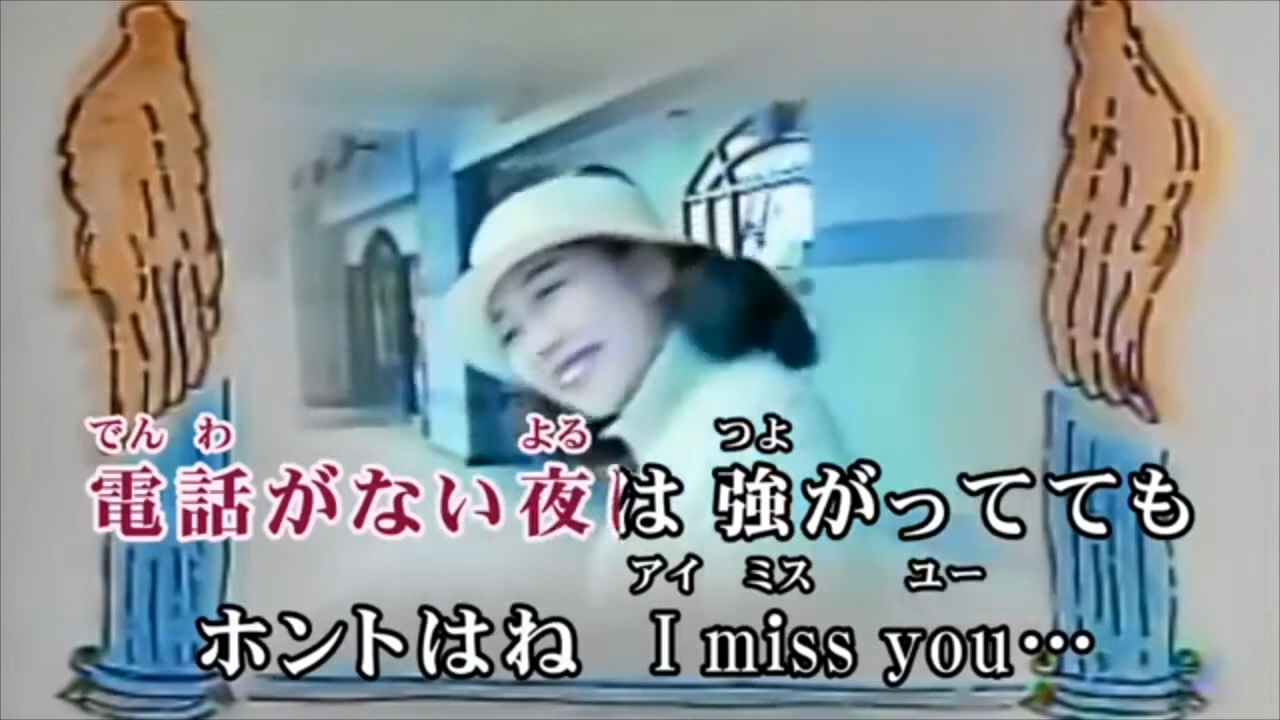 でん わ よる つよ
電話がない夜は 強がってても
アイ ミス ユー
ホントはね I miss you…